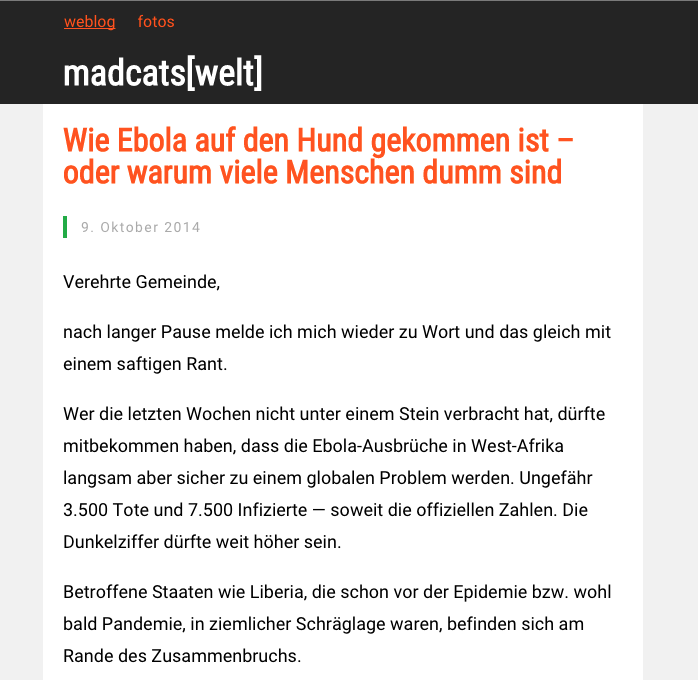 weblog fotos
madcats[welt]
Wie Ebola auf den Hund gekommen ist –
oder warum viele Menschen dumm sind
9. Oktober 2014
Verehrte Gemeinde,
nach langer Pause melde ich mich wieder zu Wort und das gleich mit
einem saftigen Rant.
Wer die letzten Wochen nicht unter einem Stein verbracht hat, dürfte
mitbekommen haben, dass die Ebola-Ausbrüche in West-Afrika
langsam aber sicher zu einem globalen Problem werden. Ungefähr
3.500 Tote und 7.500 Infizierte — soweit die offiziellen Zahlen. Die
Dunkelziffer dürfte weit höher sein.
Betroffene Staaten wie Liberia, die schon vor der Epidemie bzw. wohl
bald Pandemie, in ziemlicher Schräglage waren, befinden sich am
Rande des Zusammenbruchs.